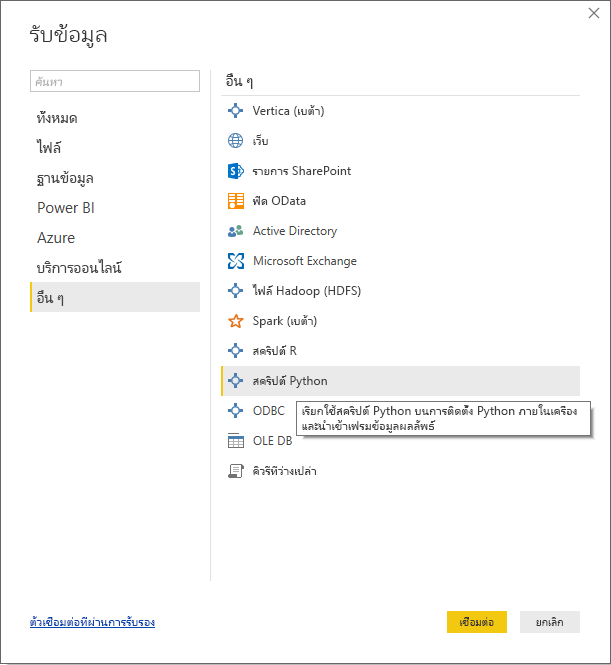 รับข้อมูล
ค้นหา
ทั้งหมด
ไฟล์
ฐานข้อมูล
Power BI
Azure
บริการออนไลน์
อื่น ๆ
อื่น ๆ
Vertica (เบต้า)
เว็บ
รายการ SharePoint
ฟีด OData
Active Directory
Microsoft Exchange
ไฟล์ Hadoop (HDFS)
Spark (เบต้า)
สคริปต์ R
สคริปต์ Python
ODBC
เรียกใช้สคริปต์ Python บนการติดตั้ง Python ภายในเครื่อง
และนำเข้าเฟรมข้อมูลผลลัพธ์
OLE DB
คิวรีที่ว่างเปล่า
ตัวเชื่อมต่อที่ผ่านการรับรอง
เชื่อมต่อ
ยกเลิก